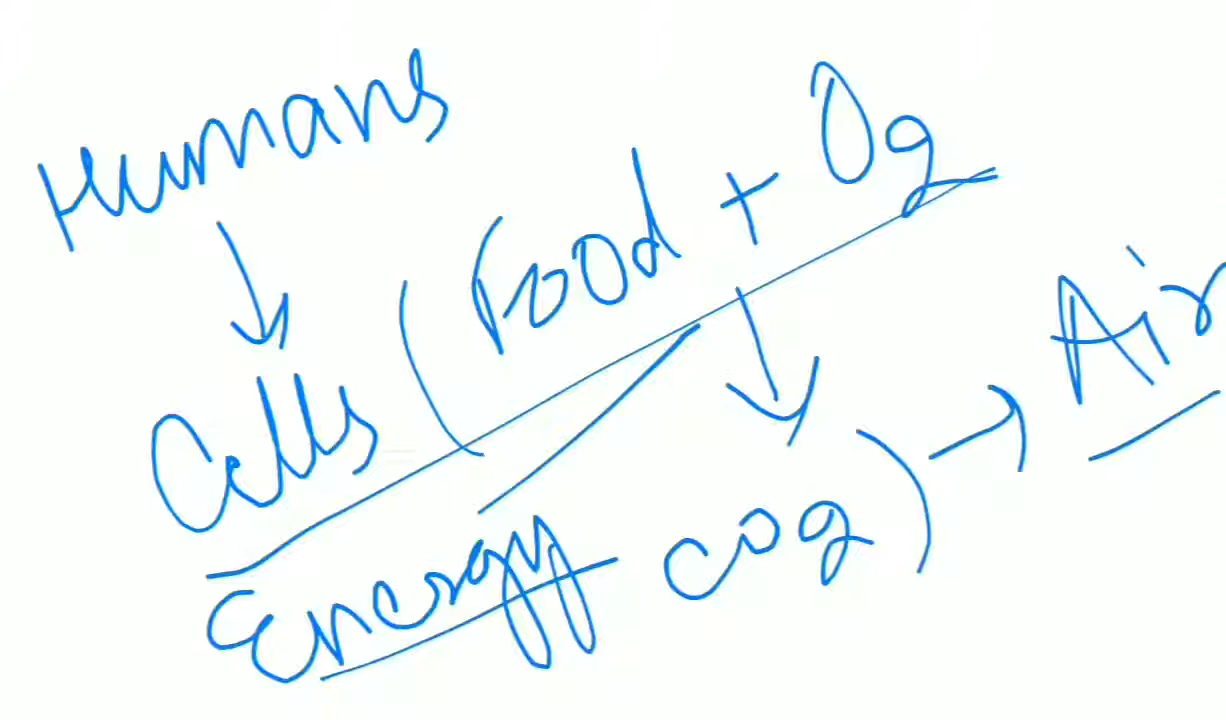 Humans
↓
Cells (Food + O2
↓
Energy CO2) → Air